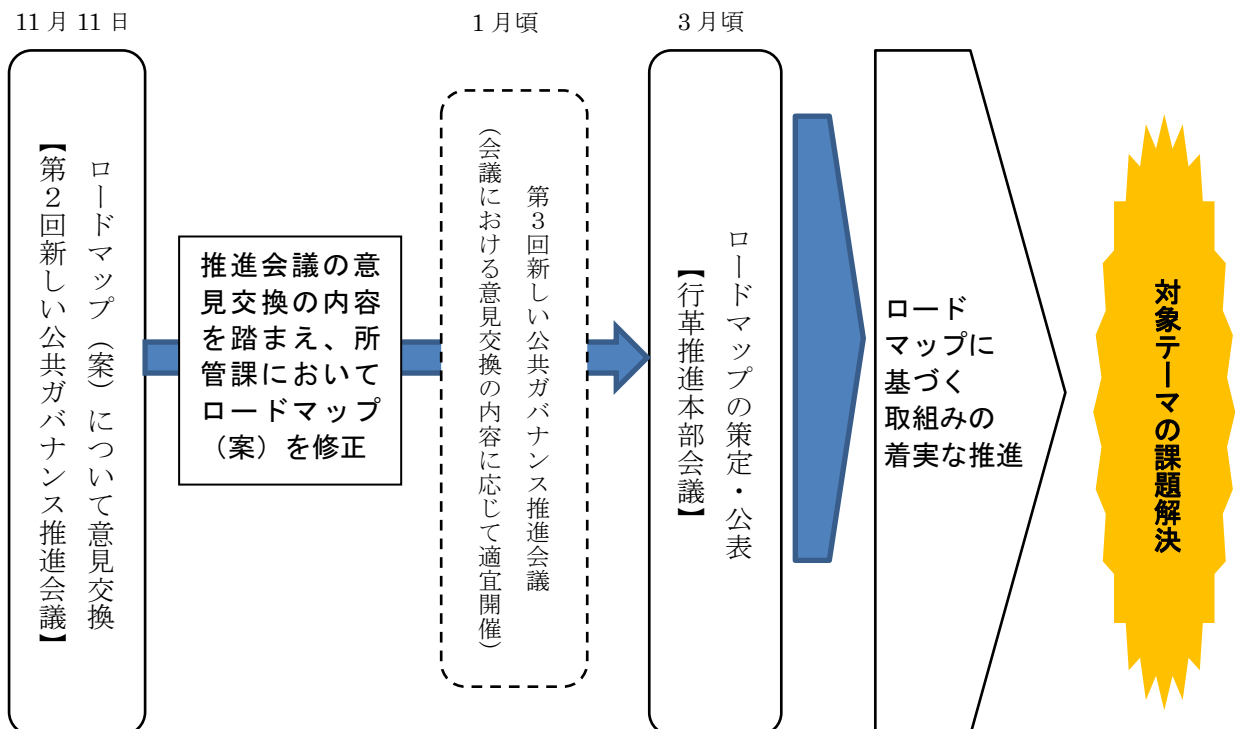 11月11日
1月頃
3月頃
ロードマップ（案）について意見交換
【第２回新しい公共ガバナンス推進会議】
推進会議の意
見交換の内容
を踏まえ、所
管課において
ロードマップ
（案）を修正
第３回新しい公共ガバナンス推進会議
（会議における意見交換の内容に応じて適宜開催）
ロードマップの策定・公表
【行革推進本部会議】
ロード
マップに
基づく
取組みの
着実な推進
対象テーマの課題解決